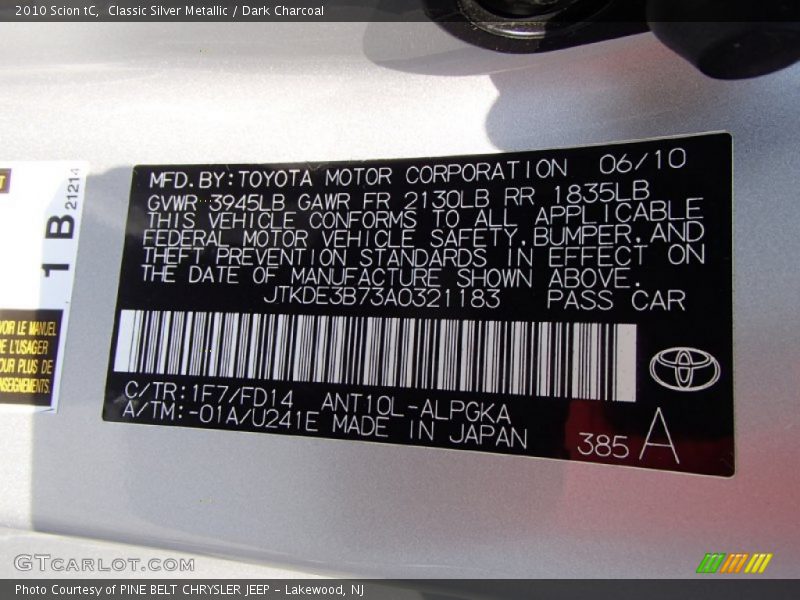 2010 Scion tC, Classic Silver Metallic / Dark Charcoal
MFD.BY:TOYOTA MOTOR CORPORATION 06/10
GVWR 3945LB GAWR FR 2130LB RR 1835LB
THIS VEHICLE CONFORMS TO ALL APPLICABLE
FEDERAL MOTOR VEHICLE SAFETY,BUMPER,AND
THEFT PREVENTION STANDARDS IN EFFECT ON
THE DATE OF MANUFACTURE SHOWN ABOVE.
JTKDE3B73A0321183 PASS CAR
C/TR:1F7/FD14 ANT10L-ALPGKA
A/TM:-01A/U241E MADE IN JAPAN
385 A
1 B 21214
VOIR LE MANUEL
DE L'USAGER
POUR PLUS DE
RENSEIGNEMENTS.
GTCarLot.com
Photo Courtesy of PINE BELT CHRYSLER JEEP - Lakewood, NJ